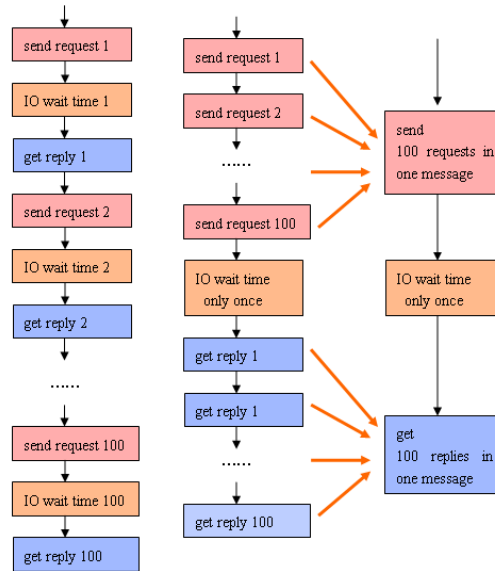 send request 1
IO wait time 1
get reply 1
send request 2
IO wait time 2
get reply 2
……
send request 100
IO wait time 100
get reply 100
send request 1
send request 2
……
send request 100
IO wait time
only once
get reply 1
get reply 1
……
get reply 100
send
100 requests in
one message
IO wait time
only once
get
100 replies in
one message